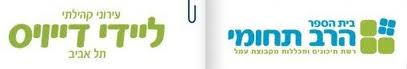 עירוני קהילתי
ליידי דייויס
תל אביב
בית הספר
הרב תחומי
רשת תיכונים ומכללות מקבוצת עמל